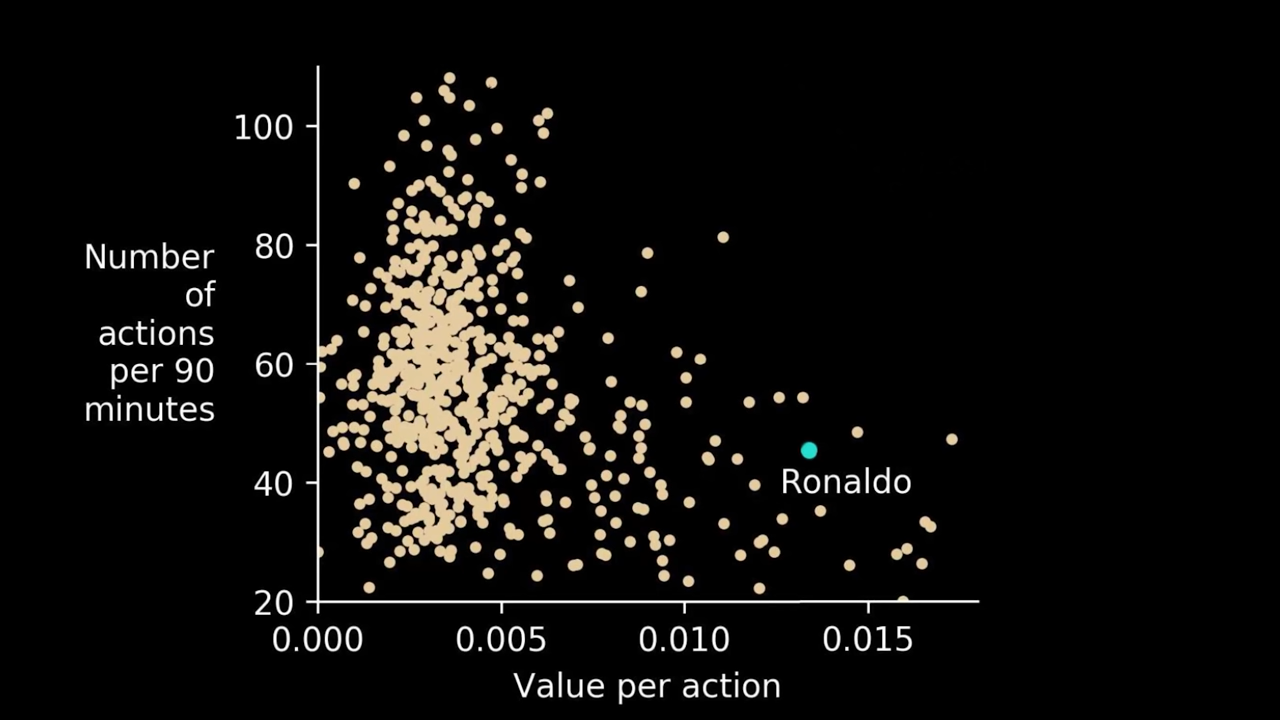 100
80
60
40
20
Number
of
actions
per 90
minutes
Ronaldo
0.000
0.005
0.010
0.015
Value per action